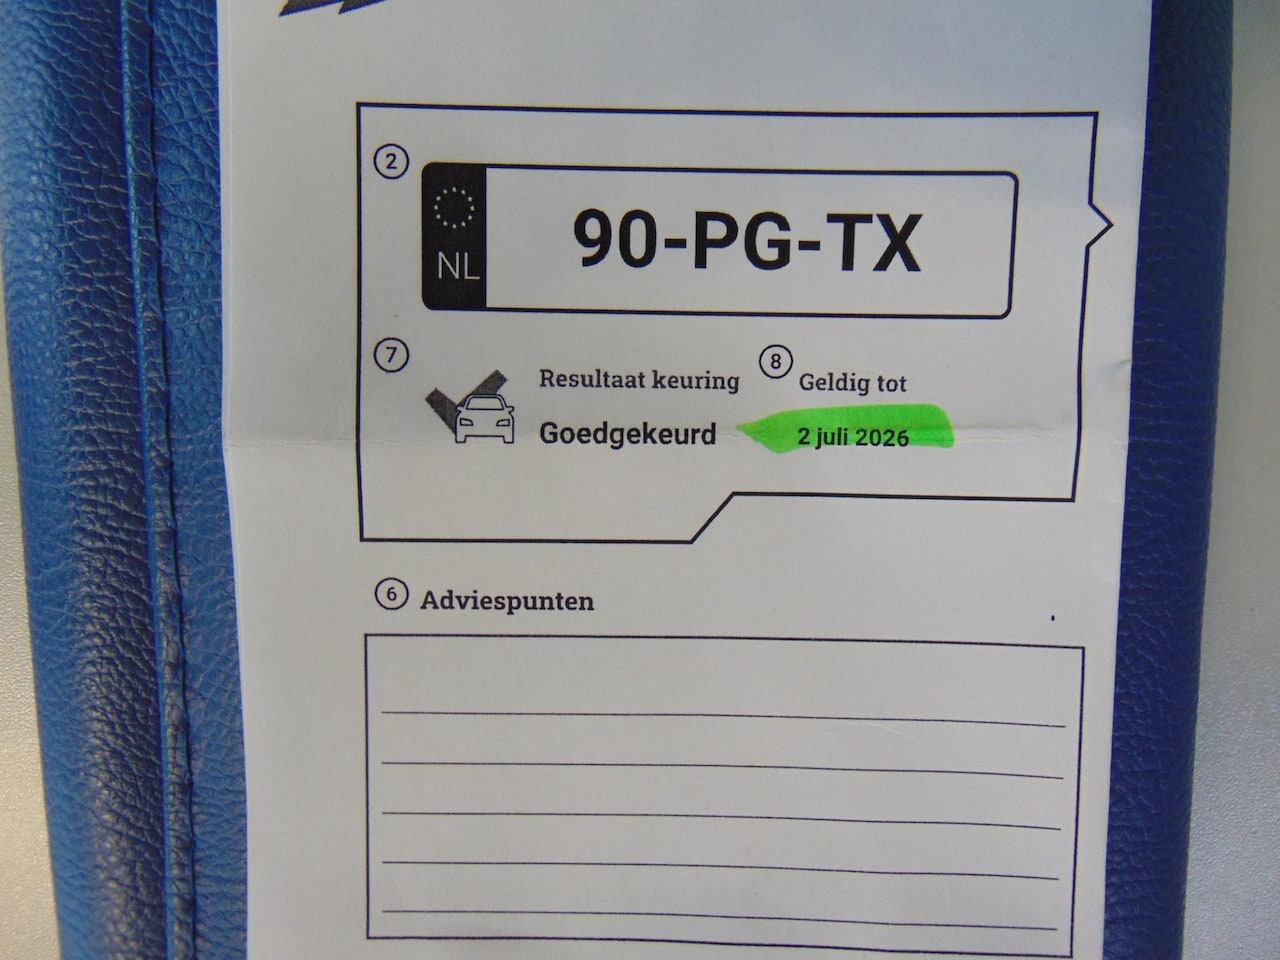 2
NL
90-PG-TX
7
Resultaat keuring
Goedgekeurd
8
Geldig tot
2 juli 2026
6 Adviespunten